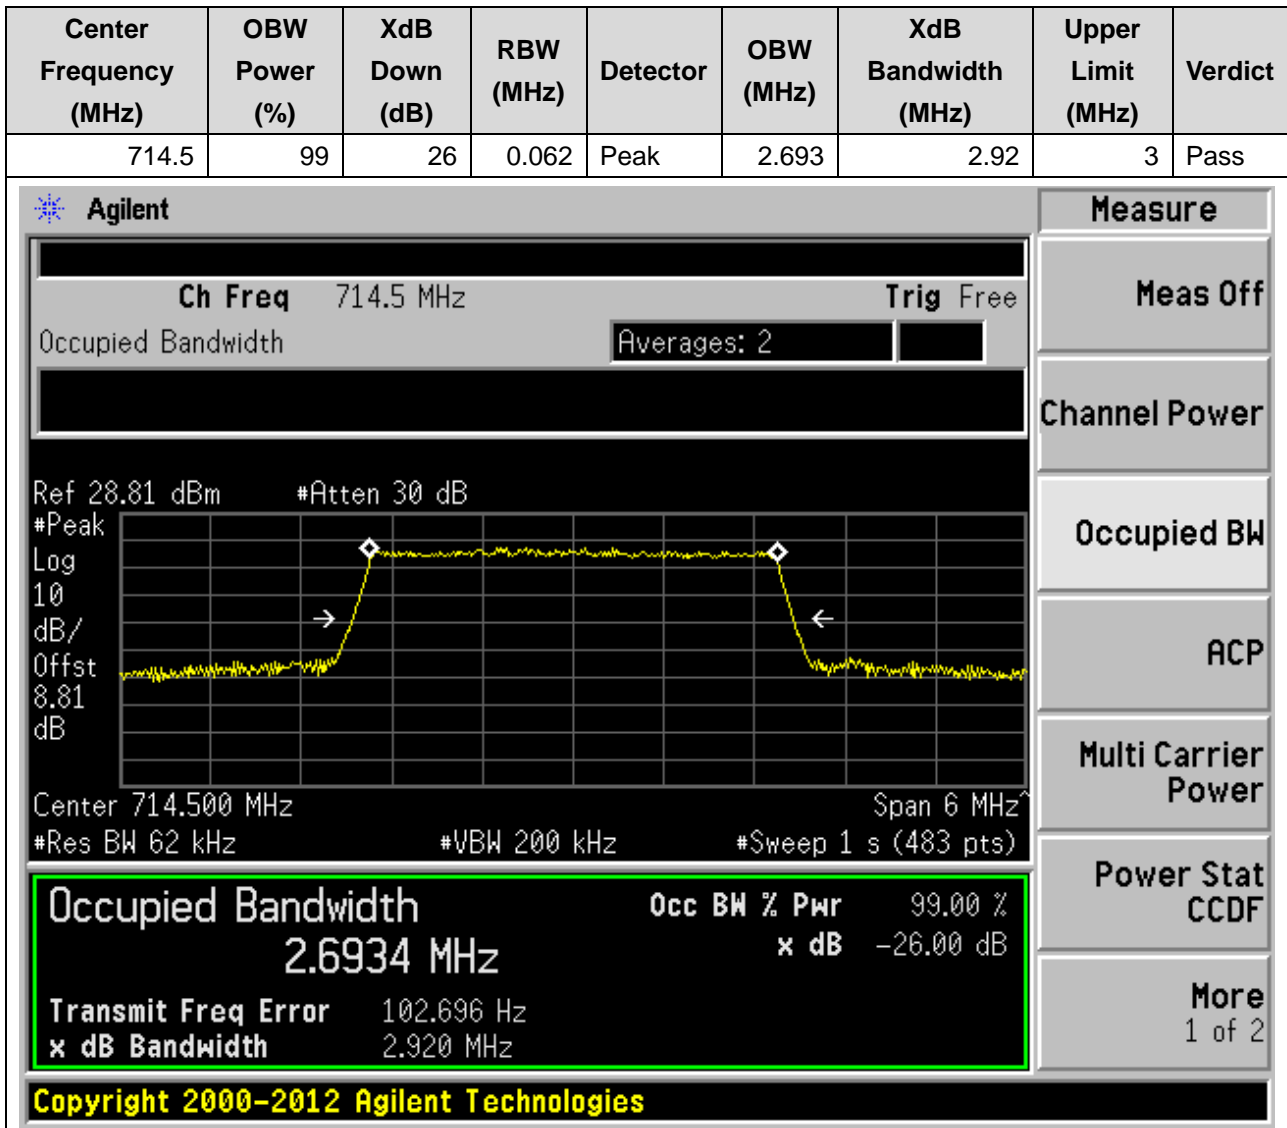 Center Frequency (MHz) OBW Power (%) XdB Down (dB) RBW (MHz) Detector OBW (MHz) XdB Bandwidth (MHz) Upper Limit (MHz) Verdict
714.5 99 26 0.062 Peak 2.693 2.92 3 Pass
Agilent
Measure
Ch Freq 714.5 MHz Trig Free
Meas Off
Occupied Bandwidth Averages: 2
Channel Power
Ref 28.81 dBm #Atten 30 dB
#Peak
Log
10
dB/
Offst
8.81
dB
Occupied BW
ACP
Multi Carrier
Power
Center 714.500 MHz Span 6 MHz^
#Res BW 62 kHz #VBW 200 kHz #Sweep 1 s (483 pts)
Power Stat
CCDF
Occupied Bandwidth Occ BW % Pwr 99.00 %
2.6934 MHz x dB -26.00 dB
Transmit Freq Error 102.696 Hz
x dB Bandwidth 2.920 MHz
More
1 of 2
Copyright 2000-2012 Agilent Technologies